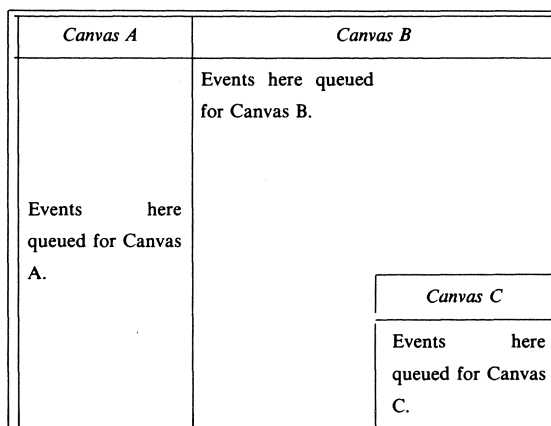 Canvas A
Canvas B
Events here queued
for Canvas B.
Events here
queued for Canvas
A.
Canvas C
Events here
queued for Canvas
C.